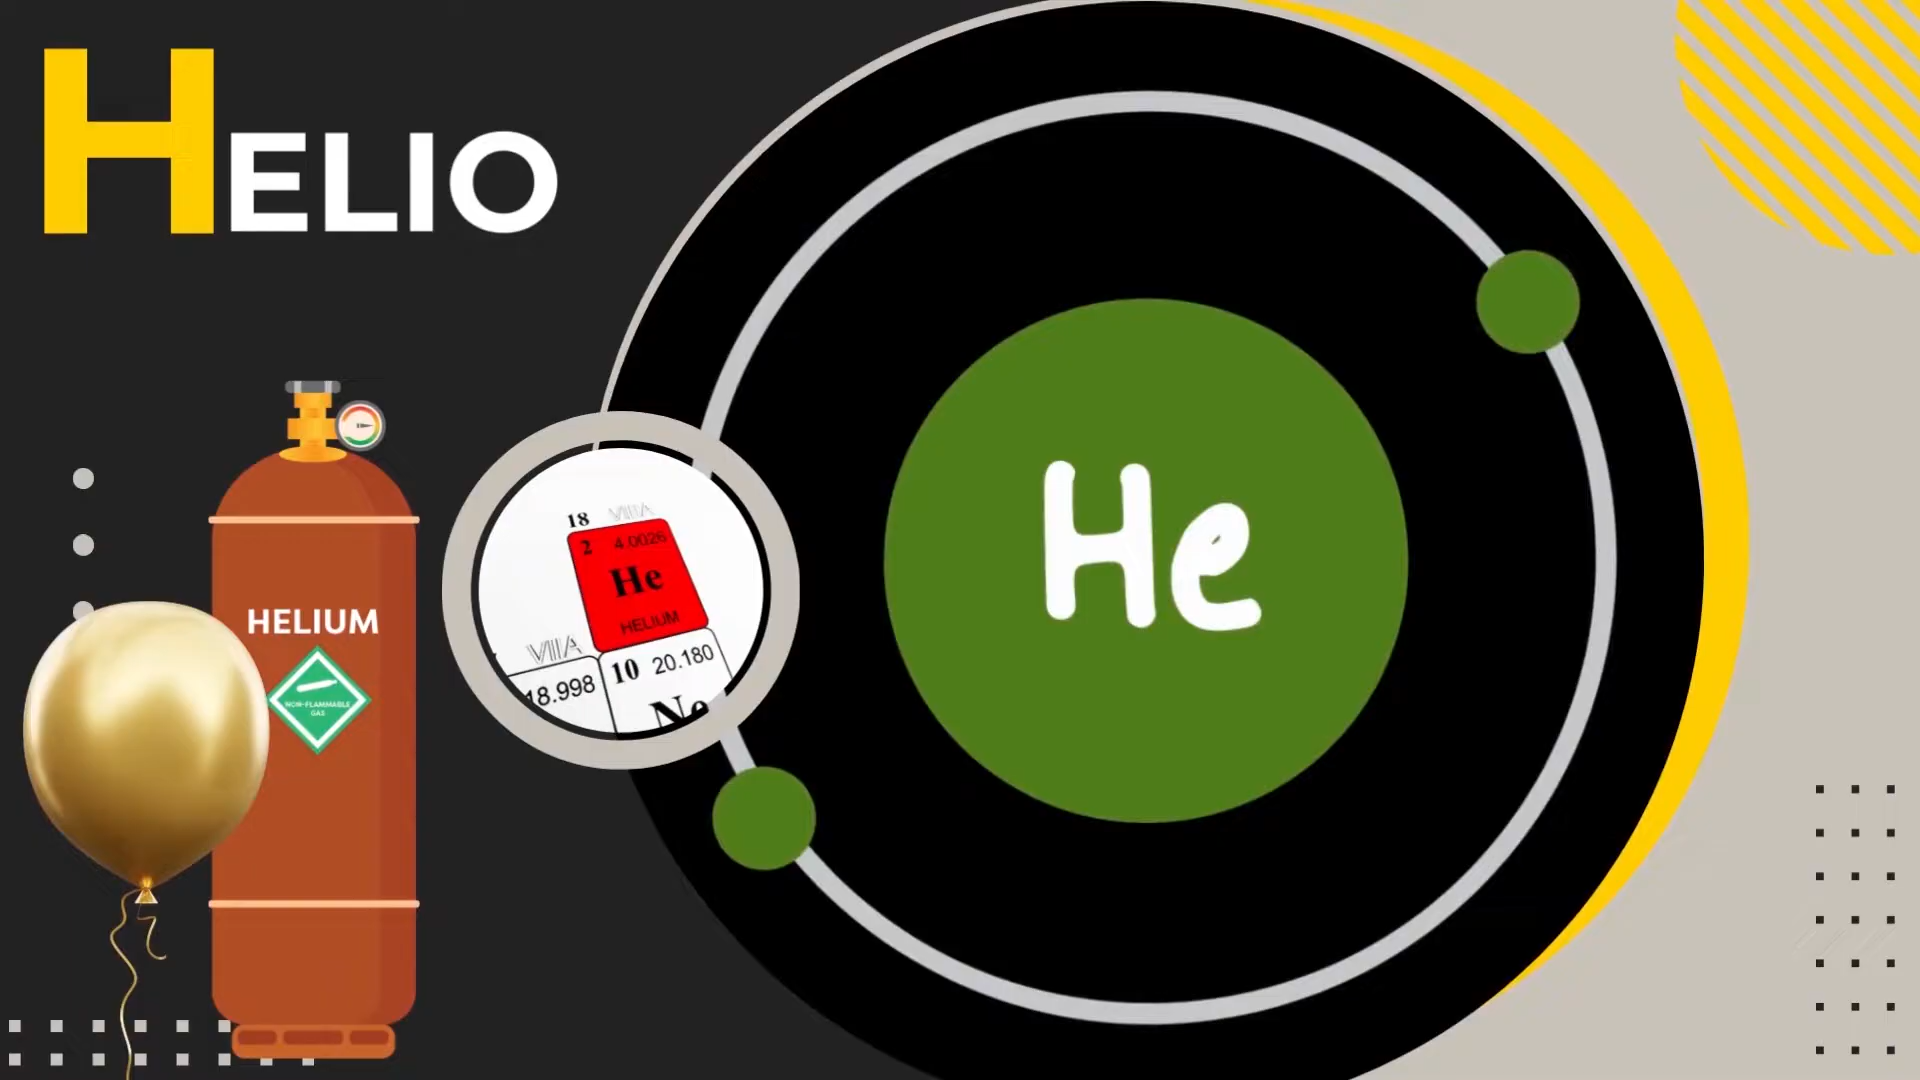 HELIO
HELIUM
NON-FLAMMABLE
GAS
18 VIIIA
2 4.0026
He
HELIUM
VIIA
18.998
10 20.180
Ne
He